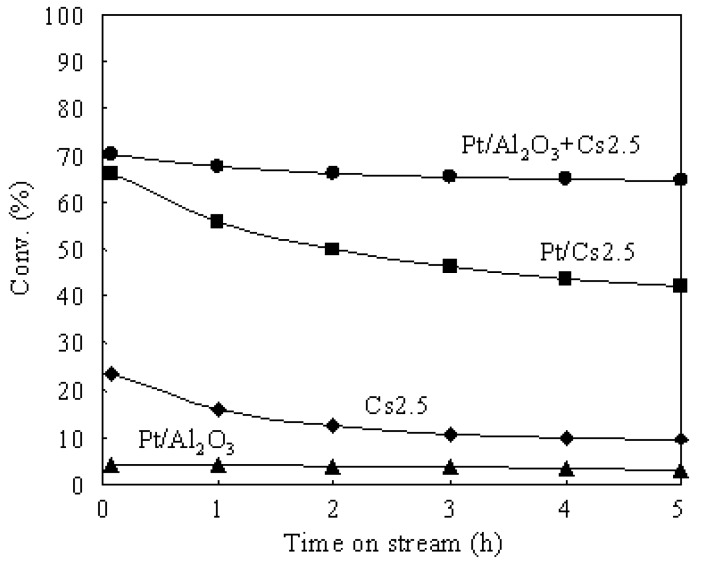 100
90
80
70
60
50
40
30
20
10
0
Conv. (%)
Pt/Al₂O₃+Cs2.5
Pt/Cs2.5
Cs2.5
Pt/Al₂O₃
0 1 2 3 4 5
Time on stream (h)